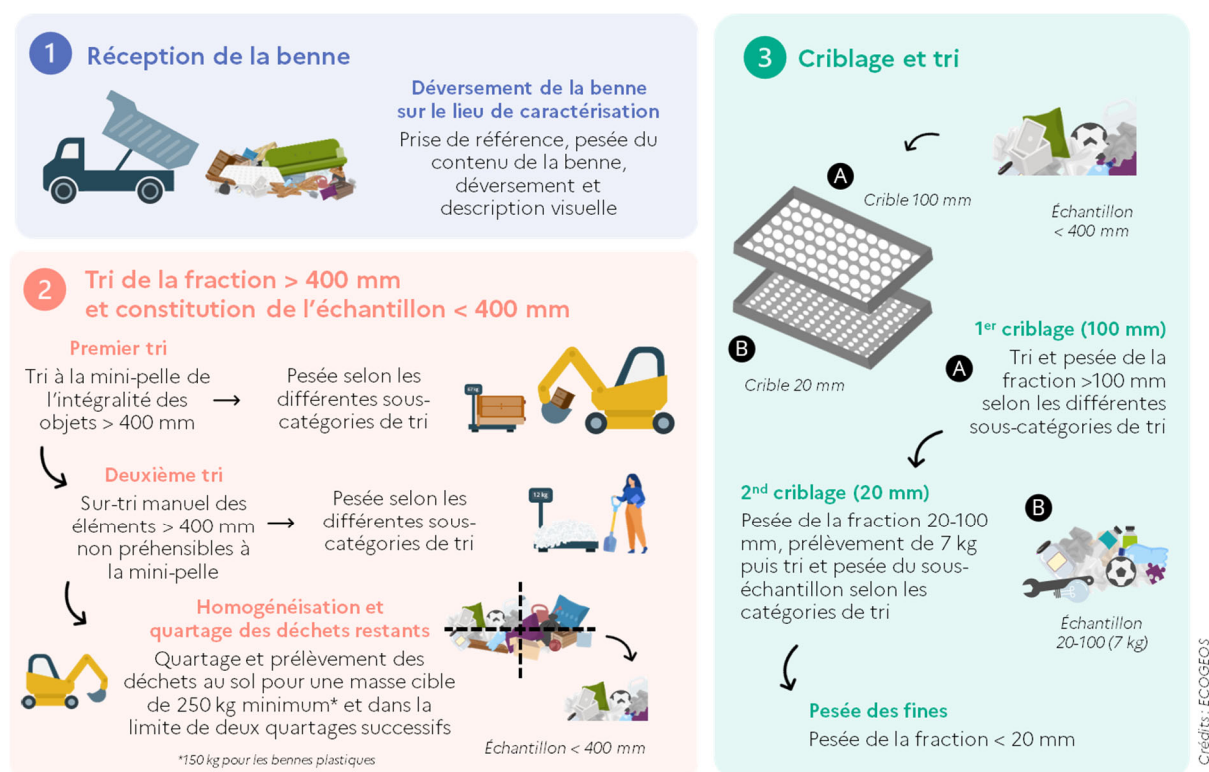 1 Réception de la benne
Déversement de la benne
sur le lieu de caractérisation
Prise de référence, pesée du
contenu de la benne,
déversement et
description visuelle
2 Tri de la fraction > 400 mm
et constitution de l'échantillon < 400 mm
Premier tri
Tri à la mini-pelle de
l'intégralité des
objets > 400 mm
Pesée selon les
différentes sous-
catégories de tri
Deuxième tri
Sur-tri manuel des
éléments > 400 mm
non préhensibles à
la mini-pelle
Pesée selon les
différentes sous-
catégories de tri
12 kg
Homogénéisation et
quartage des déchets restants
Quartage et prélèvement des
déchets au sol pour une masse cible
de 250 kg minimum* et dans la
limite de deux quartages successifs
*150 kg pour les bennes plastiques
Échantillon < 400 mm
3 Criblage et tri
A
Crible 100 mm
Échantillon
< 400 mm
B
Crible 20 mm
1er criblage (100 mm)
A
Tri et pesée de la
fraction >100 mm
selon les différentes
sous-catégories de tri
2nd criblage (20 mm)
Pesée de la fraction 20-100
mm, prélèvement de 7 kg
puis tri et pesée du sous-
échantillon selon les
catégories de tri
B
Échantillon
20-100 (7 kg)
Pesée des fines
Pesée de la fraction < 20 mm
Crédits : ECOGEOS